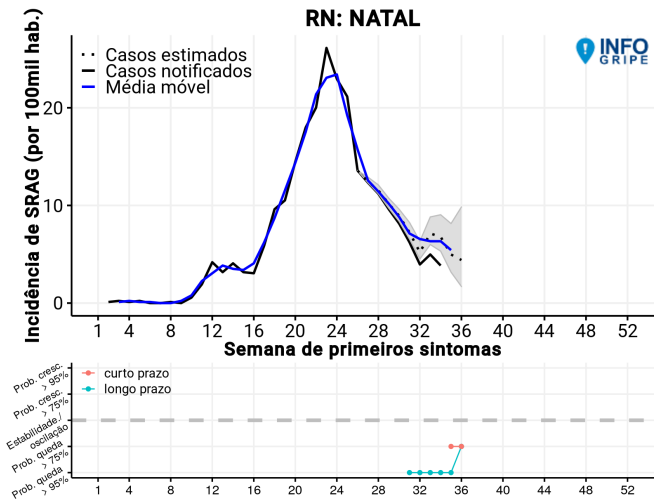 RN: NATAL
INFO
GRIPE
Casos estimados
Casos notificados
Média móvel
Incidência de SRAG (por 100mil hab.)
20
10
0
1 4 8 12 16 20 24 28 32 36 40 44 48 52
Semana de primeiros sintomas
curto prazo
longo prazo
Prob. cresc.
> 95%
Prob. cresc.
> 75%
Estabilidade/
oscilação
Prob. queda
> 75%
Prob. queda
> 95%
1 4 8 12 16 20 24 28 32 36 40 44 48 52